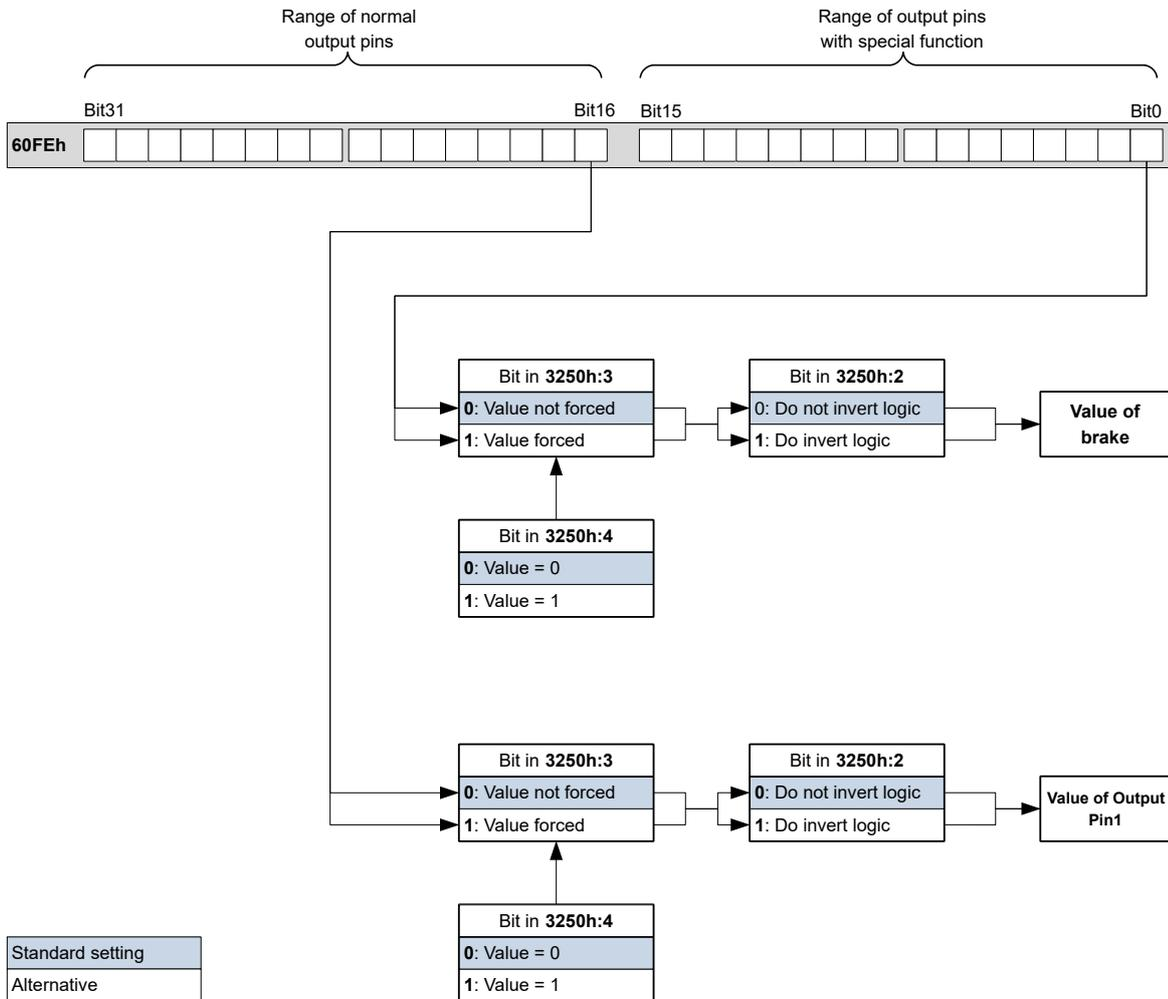 Range of normal
output pins
Range of output pins
with special function
Bit31
Bit16
Bit15
Bit0
60FEh
Bit in 3250h:3
0: Value not forced
1: Value forced
Bit in 3250h:2
0: Do not invert logic
1: Do invert logic
Value of
brake
Bit in 3250h:4
0: Value = 0
1: Value = 1
Bit in 3250h:3
0: Value not forced
1: Value forced
Bit in 3250h:2
0: Do not invert logic
1: Do invert logic
Value of Output
Pin1
Bit in 3250h:4
0: Value = 0
1: Value = 1
Standard setting
Alternative